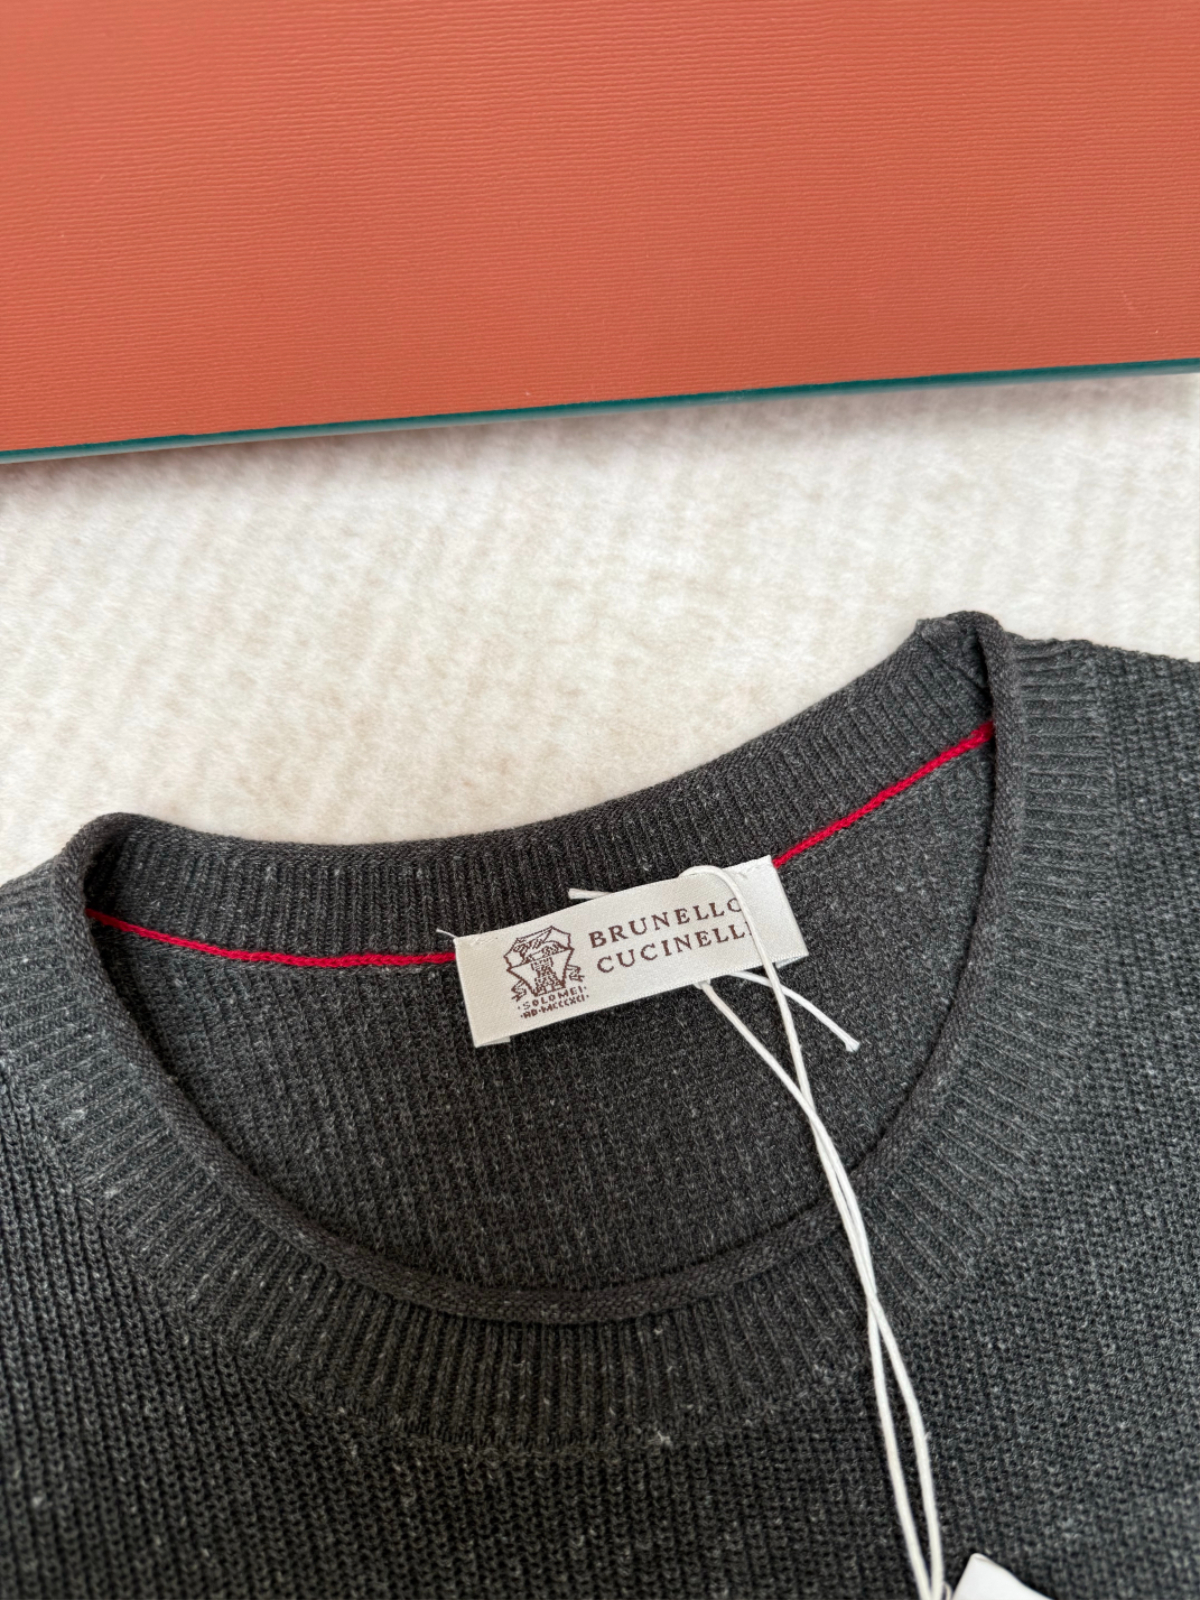 BRUNELLO
CUCINELLI
·SOLOMEI·
·AD·MCCCXCI·